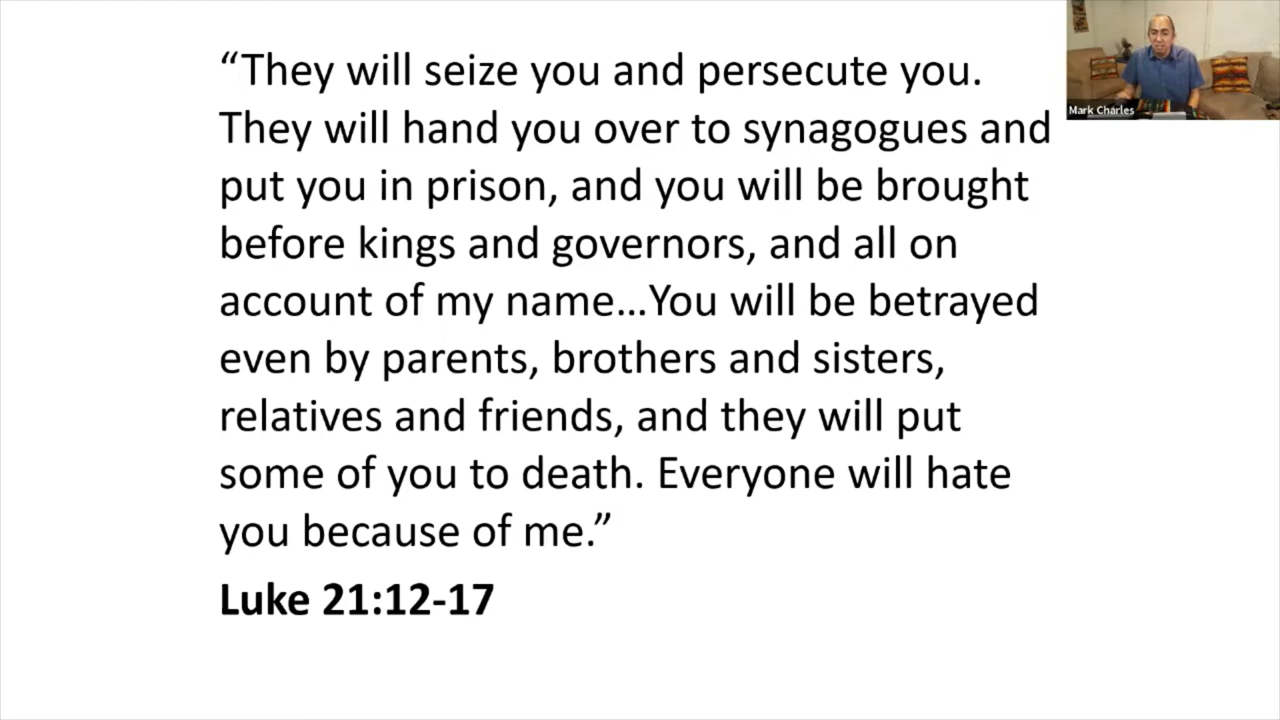 “They will seize you and persecute you.
They will hand you over to synagogues and
put you in prison, and you will be brought
before kings and governors, and all on
account of my name…You will be betrayed
even by parents, brothers and sisters,
relatives and friends, and they will put
some of you to death. Everyone will hate
you because of me.”
Luke 21:12-17
Mark Charles